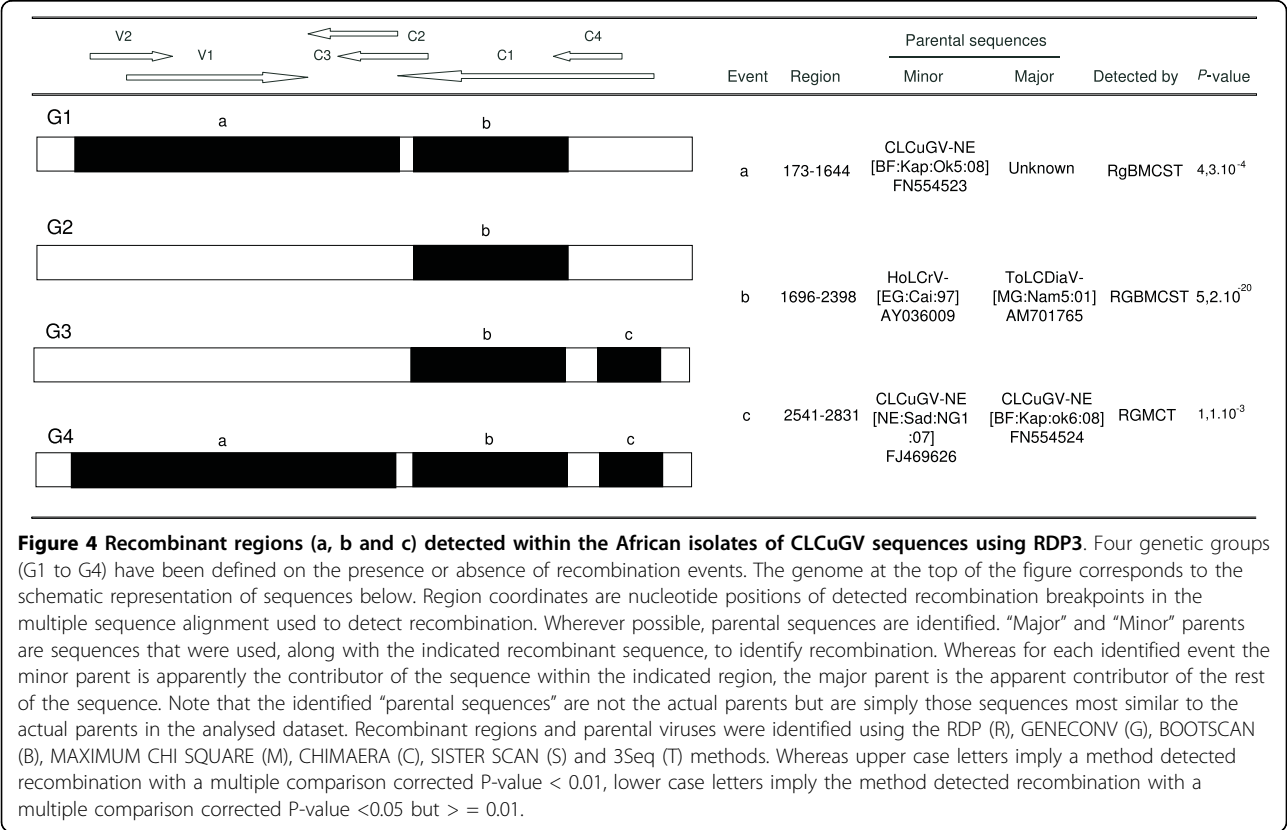 V2 V1 C3 C2 C1 C4
Parental sequences
Event Region Minor Major Detected by P-value
G1 a b
a 173-1644 CLCuGV-NE [BF:Kap:Ok5:08] FN554523 Unknown RgBMCST 4,3.10-4
G2 b
b 1696-2398 HoLCrV-[EG:Cai:97] AY036009 ToLCDiaV-[MG:Nam5:01] AM701765 RGBMCST 5,2.10-20
G3 b c
c 2541-2831 CLCuGV-NE [NE:Sad:NG1:07] FJ469626 CLCuGV-NE [BF:Kap:ok6:08] FN554524 RGMCT 1,1.10-3
G4 a b c
Figure 4 Recombinant regions (a, b and c) detected within the African isolates of CLCuGV sequences using RDP3. Four genetic groups
(G1 to G4) have been defined on the presence or absence of recombination events. The genome at the top of the figure corresponds to the
schematic representation of sequences below. Region coordinates are nucleotide positions of detected recombination breakpoints in the
multiple sequence alignment used to detect recombination. Wherever possible, parental sequences are identified. "Major" and "Minor" parents
are sequences that were used, along with the indicated recombinant sequence, to identify recombination. Whereas for each identified event the
minor parent is apparently the contributor of the sequence within the indicated region, the major parent is the apparent contributor of the rest
of the sequence. Note that the identified "parental sequences" are not the actual parents but are simply those sequences most similar to the
actual parents in the analysed dataset. Recombinant regions and parental viruses were identified using the RDP (R), GENECONV (G), BOOTSCAN
(B), MAXIMUM CHI SQUARE (M), CHIMAERA (C), SISTER SCAN (S) and 3Seq (T) methods. Whereas upper case letters imply a method detected
recombination with a multiple comparison corrected P-value < 0.01, lower case letters imply the method detected recombination with a
multiple comparison corrected P-value <0.05 but > = 0.01.